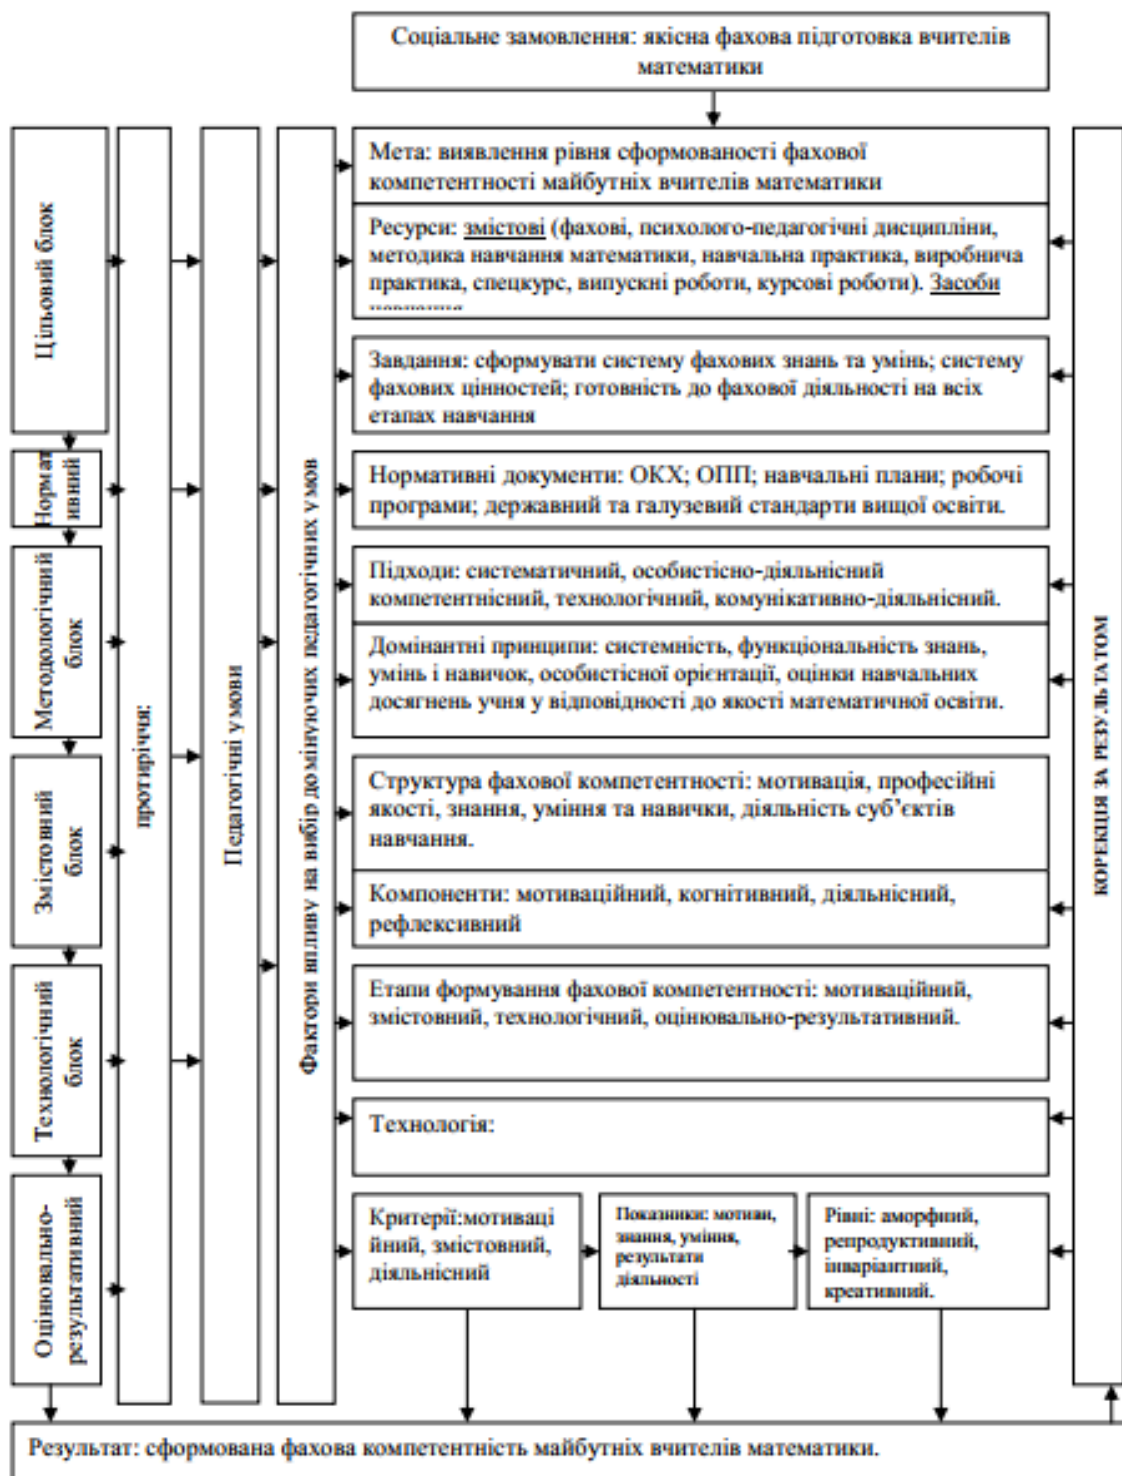 Соціальне замовлення: якісна фахова підготовка вчителів
математики
Цільовий блок
Нормат
ивний
Методологічний
блок
Змістовний
блок
Технологічний
блок
Оцінювально-
результативний
протиріччя:
Педагогічні умови
Фактори впливу на вибір домінуючих педагогічних умов
Мета: виявлення рівня сформованості фахової
компетентності майбутніх вчителів математики
Ресурси: змістові (фахові, психолого-педагогічні дисципліни,
методика навчання математики, навчальна практика, виробнича
практика, спецкурс, випускні роботи, курсові роботи). Засоби
Завдання: сформувати систему фахових знань та умінь; систему
фахових цінностей; готовність до фахової діяльності на всіх
етапах навчання
Нормативні документи: ОКХ; ОПП; навчальні плани; робочі
програми; державний та галузевий стандарти вищої освіти.
Підходи: систематичний, особистісно-діяльнісний
компетентнісний, технологічний, комунікативно-діяльнісний.
Домінантні принципи: системність, функціональність знань,
умінь і навичок, особистісної орієнтації, оцінки навчальних
досягнень учня у відповідності до якості математичної освіти.
Структура фахової компетентності: мотивація, професійні
якості, знання, уміння та навички, діяльність суб’єктів
навчання.
Компоненти: мотиваційний, когнітивний, діяльнісний,
рефлексивний
Етапи формування фахової компетентності: мотиваційний,
змістовний, технологічний, оцінювально-результативний.
Технологія:
Критерії:мотиваці
йний, змістовний,
діяльнісний
Показники: мотиви,
знання, уміння,
результати
діяльності
Рівні: аморфний,
репродуктивний,
інваріантний,
креативний.
КОРЕКЦІЯ ЗА РЕЗУЛЬТАТОМ
Результат: сформована фахова компетентність майбутніх вчителів математики.